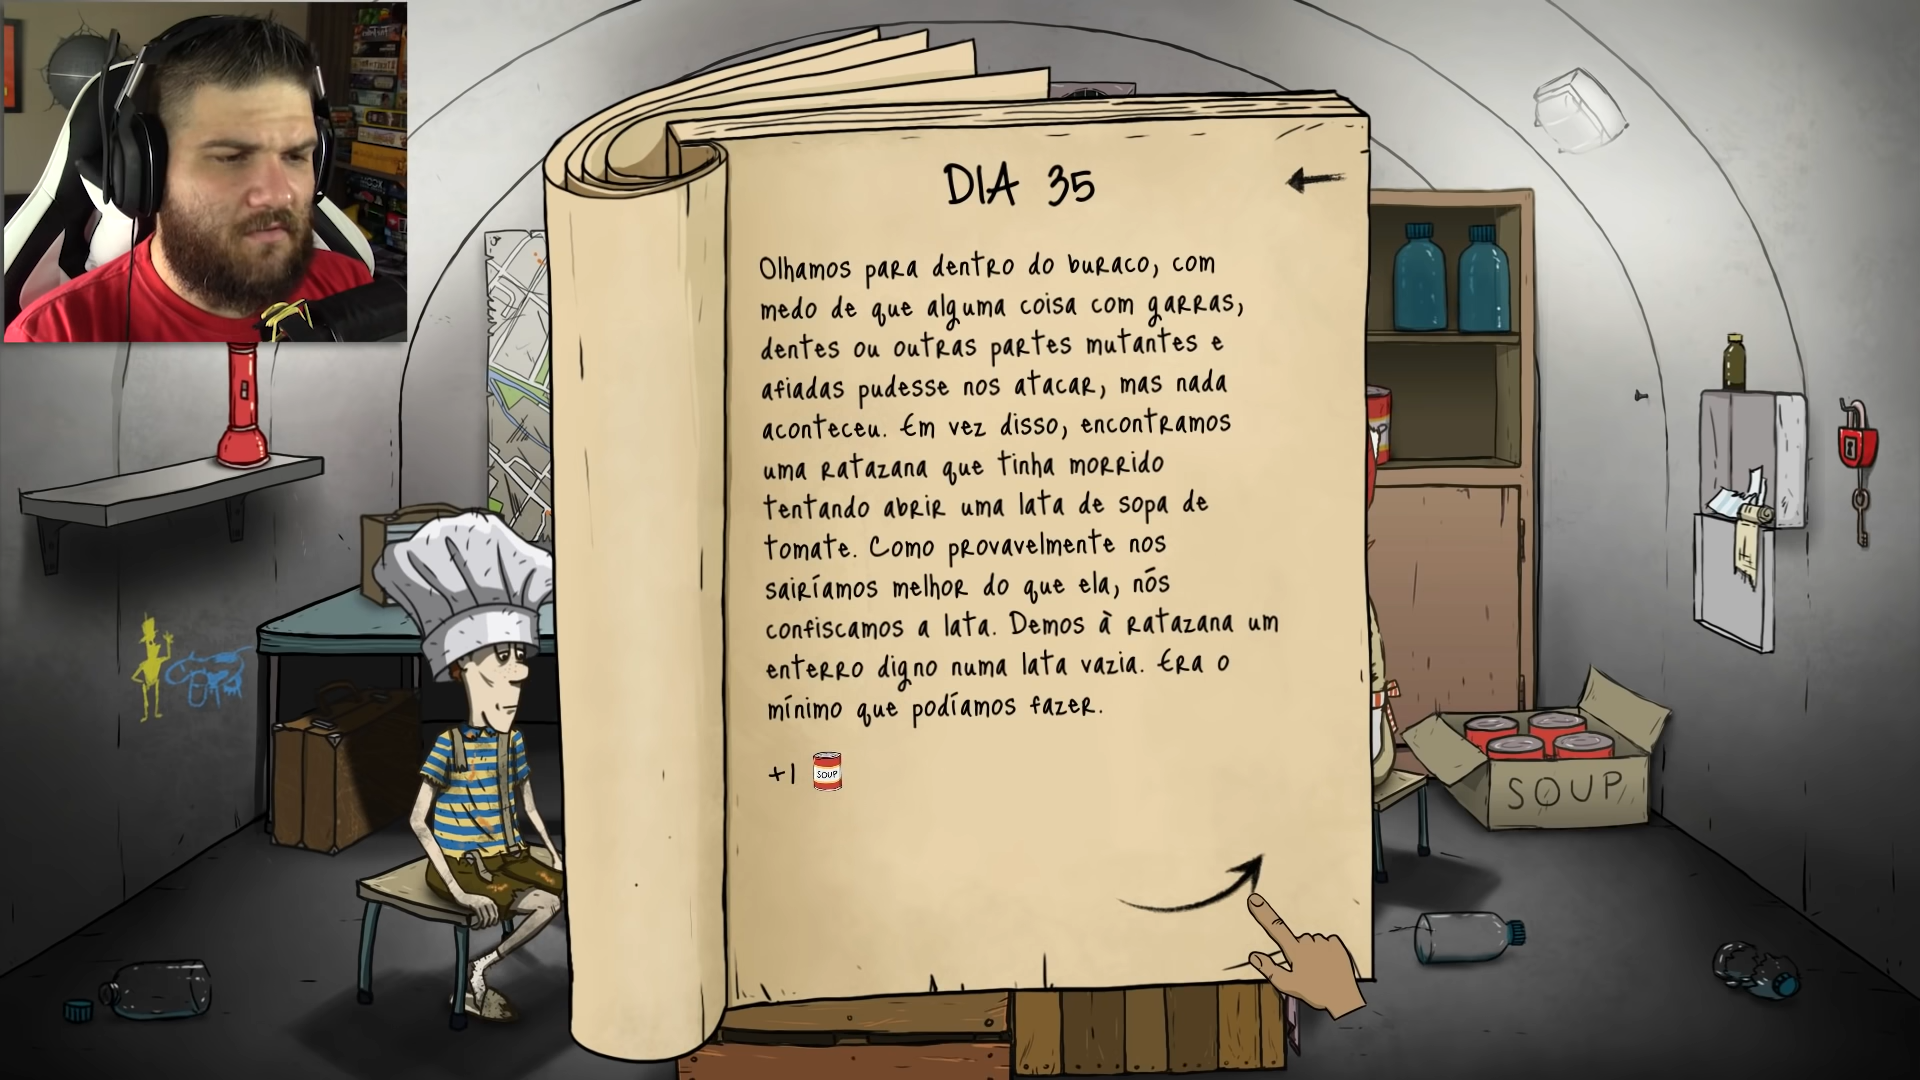 DIA 35
Olhamos para dentro do buraco, com
medo de que alguma coisa com garras,
dentes ou outras partes mutantes e
afiadas pudesse nos atacar, mas nada
aconteceu. Em vez disso, encontramos
uma ratazana que tinha morrido
tentando abrir uma lata de sopa de
tomate. Como provavelmente nos
sairíamos melhor do que ela, nós
confiscamos a lata. Demos à ratazana um
enterro digno numa lata vazia. Era o
mínimo que podíamos fazer.
+1 SOUP
SOUP